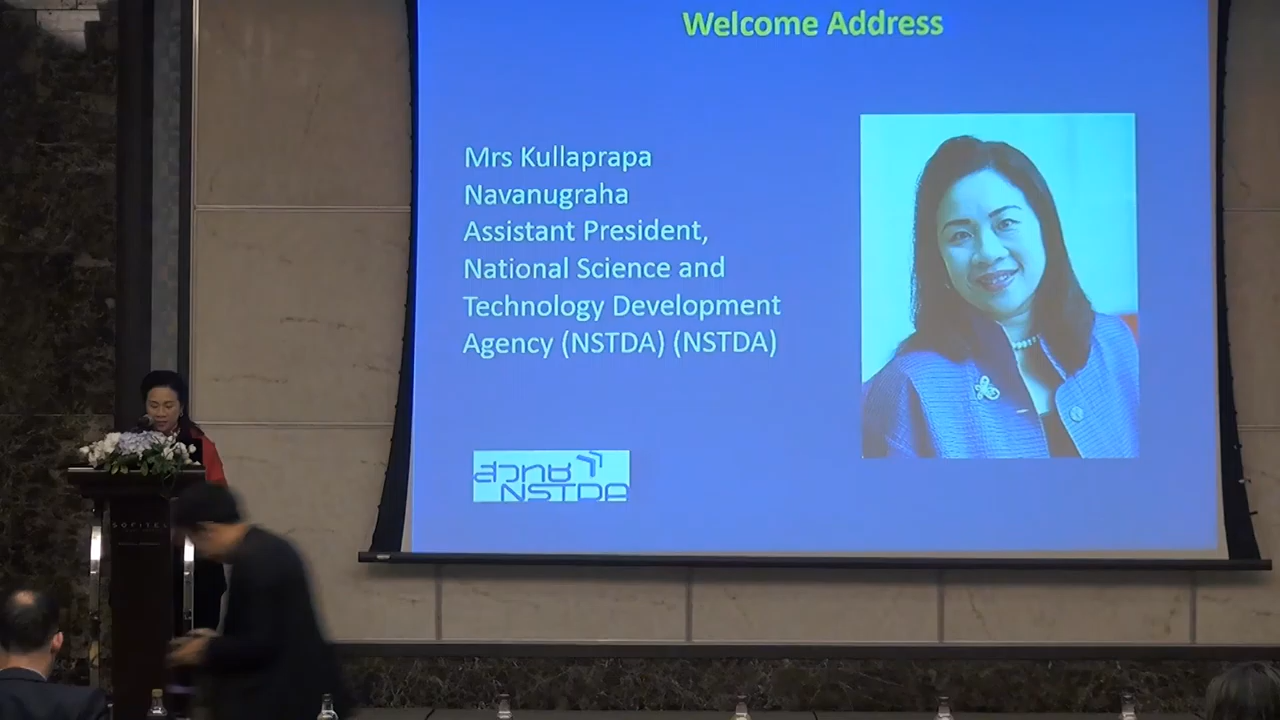 Welcome Address
Mrs Kullaprapa
Navanugraha
Assistant President,
National Science and
Technology Development
Agency (NSTDA) (NSTDA)
สวทช
NSTDA
SOFITEL